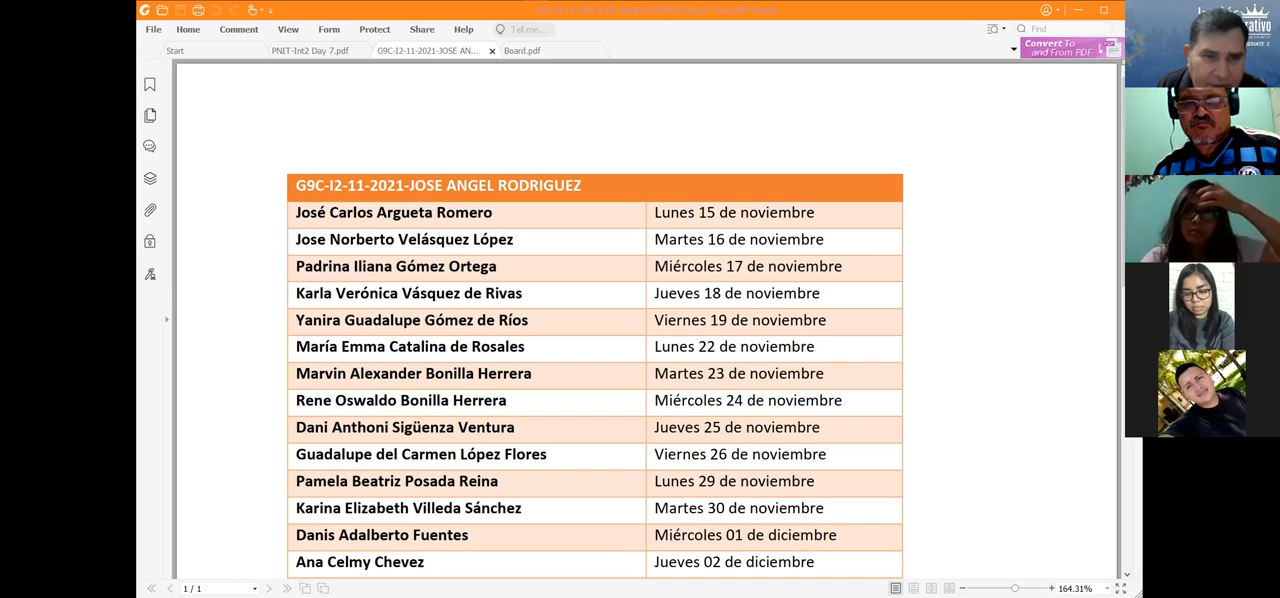 File Home Comment View Form Protect Share Help Tell me... Find
Start PNIT-Int2 Day 7.pdf G9C-I2-11-2021-JOSE AN... Board.pdf
Convert To
and From PDF
G9C-I2-11-2021-JOSE ANGEL RODRIGUEZ
José Carlos Argueta Romero Lunes 15 de noviembre
Jose Norberto Velásquez López Martes 16 de noviembre
Padrina Iliana Gómez Ortega Miércoles 17 de noviembre
Karla Verónica Vásquez de Rivas Jueves 18 de noviembre
Yanira Guadalupe Gómez de Ríos Viernes 19 de noviembre
María Emma Catalina de Rosales Lunes 22 de noviembre
Marvin Alexander Bonilla Herrera Martes 23 de noviembre
Rene Oswaldo Bonilla Herrera Miércoles 24 de noviembre
Dani Anthoni Sigüenza Ventura Jueves 25 de noviembre
Guadalupe del Carmen López Flores Viernes 26 de noviembre
Pamela Beatriz Posada Reina Lunes 29 de noviembre
Karina Elizabeth Villeda Sánchez Martes 30 de noviembre
Danis Adalberto Fuentes Miércoles 01 de diciembre
Ana Celmy Chevez Jueves 02 de diciembre
1 / 1 164.31%